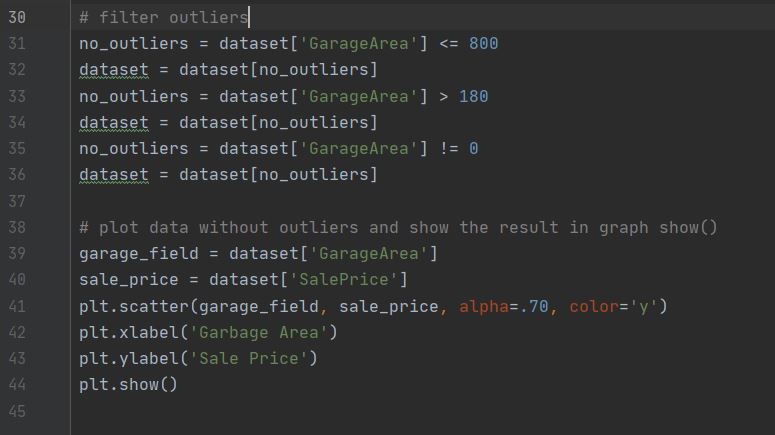 30 # filter outliers
31 no_outliers = dataset['GarageArea'] <= 800
32 dataset = dataset[no_outliers]
33 no_outliers = dataset['GarageArea'] > 180
34 dataset = dataset[no_outliers]
35 no_outliers = dataset['GarageArea'] != 0
36 dataset = dataset[no_outliers]
37
38 # plot data without outliers and show the result in graph show()
39 garage_field = dataset['GarageArea']
40 sale_price = dataset['SalePrice']
41 plt.scatter(garage_field, sale_price, alpha=.70, color='y')
42 plt.xlabel('Garbage Area')
43 plt.ylabel('Sale Price')
44 plt.show()
45